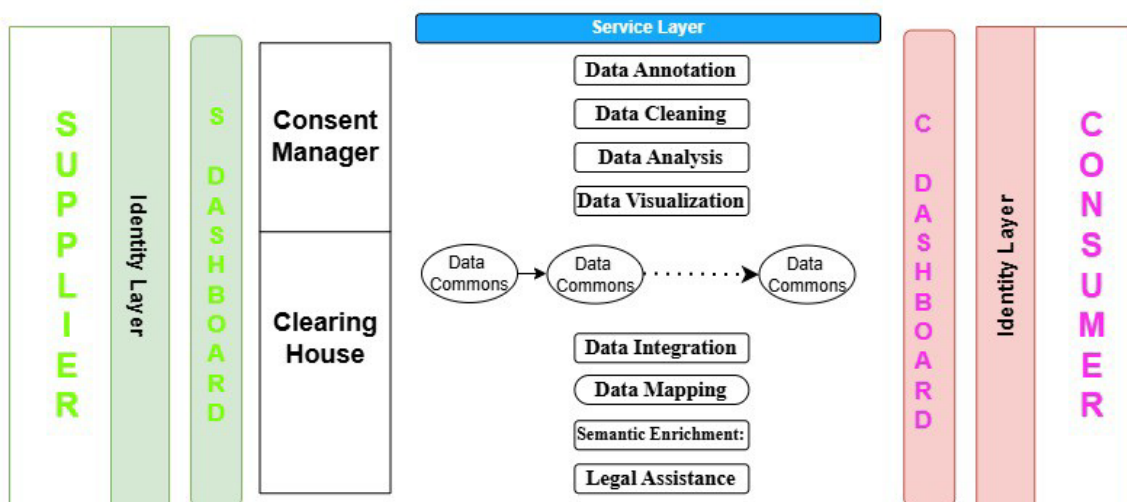 SUPPLIER
Identity Layer
S DASHBOARD
Consent
Manager
Clearing
House
Service Layer
Data Annotation
Data Cleaning
Data Analysis
Data Visualization
Data
Commons
Data
Commons
Data
Commons
Data Integration
Data Mapping
Semantic Enrichment:
Legal Assistance
C DASHBOARD
Identity Layer
CONSUMER